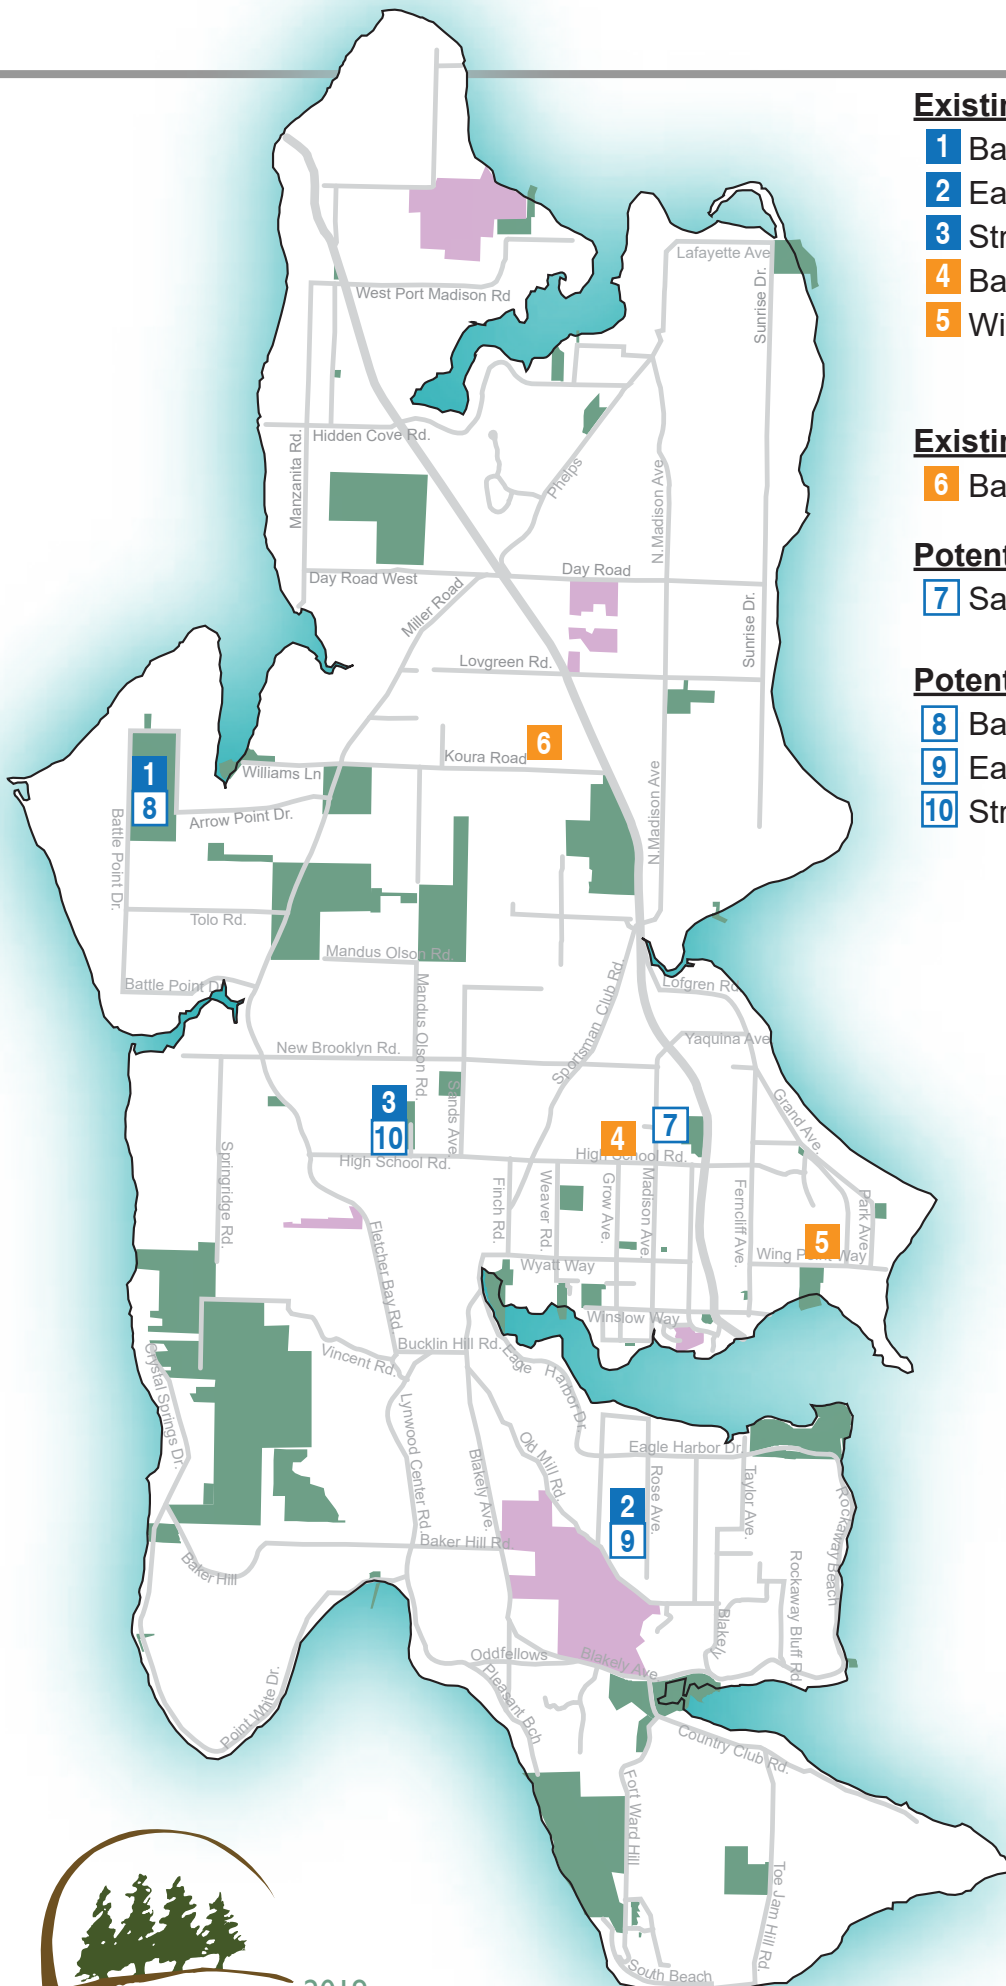 Existin
1 Ba
2 Ea
3 Str
4 Ba
5 Wi
Existin
6 Ba
Potent
7 Sa
Potent
8 Ba
9 Ea
10 Str
Lafayette Ave
Sunrise Dr.
West Port Madison Rd
Hidden Cove Rd.
Manzanita Rd.
Phelps
N.Madison Ave
Day Road West
Day Road
Miller Road
Sunrise Dr.
Lovgreen Rd.
6
Koura Road
1
8
Williams Ln
Arrow Point Dr.
Battle Point Dr.
N.Madison Ave
Tolo Rd.
Mandus Olson Rd.
Battle Point D
Mandus Olson Rd.
Sportsman Club Rd.
Lofgren Rd
Yaquina Ave
New Brooklyn Rd.
Sands Ave
Grand Ave.
3
10
4
7
High School Rd.
High School Rd.
Springridge Rd.
Finch Rd.
Weaver Rd.
Grow Ave.
Madison Ave.
Ferncliff Ave.
Park Ave.
5
Wing Point Way
Fletcher Bay Rd.
Wyatt Way
Winslow Way
Bucklin Hill Rd.
Vincent Rd.
Eage Harbor Dr.
Crystal Springs Dr.
Lynwood Center Rd.
Blakely Ave.
Old Mill Rd
Eagle Harbor Dr.
Rose Ave.
Taylor Ave.
Rockaway Beach
2
9
Baker Hill Rd.
Baker Hill
Rockaway Bluff Rd
Blakely
Oddfellows
Blakely Ave
Pleasant Bch
Point White Dr.
Country Club Rd.
Fort Ward Hill
Toe Jam Hill Rd.
South Beach
2019